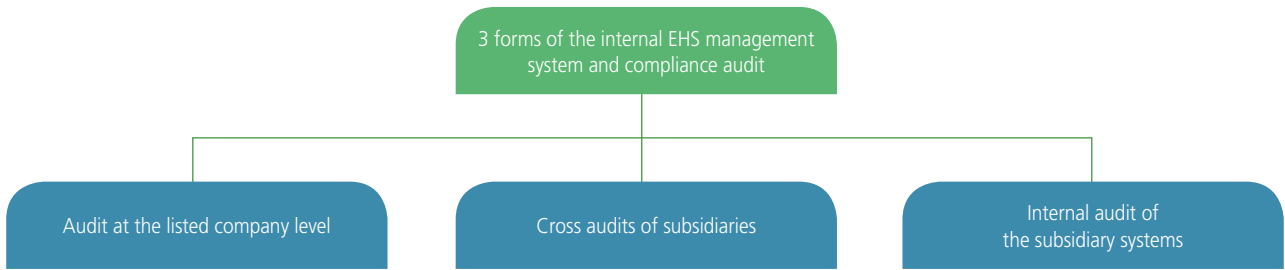 3 forms of the internal EHS management
system and compliance audit
Audit at the listed company level
Cross audits of subsidiaries
Internal audit of
the subsidiary systems